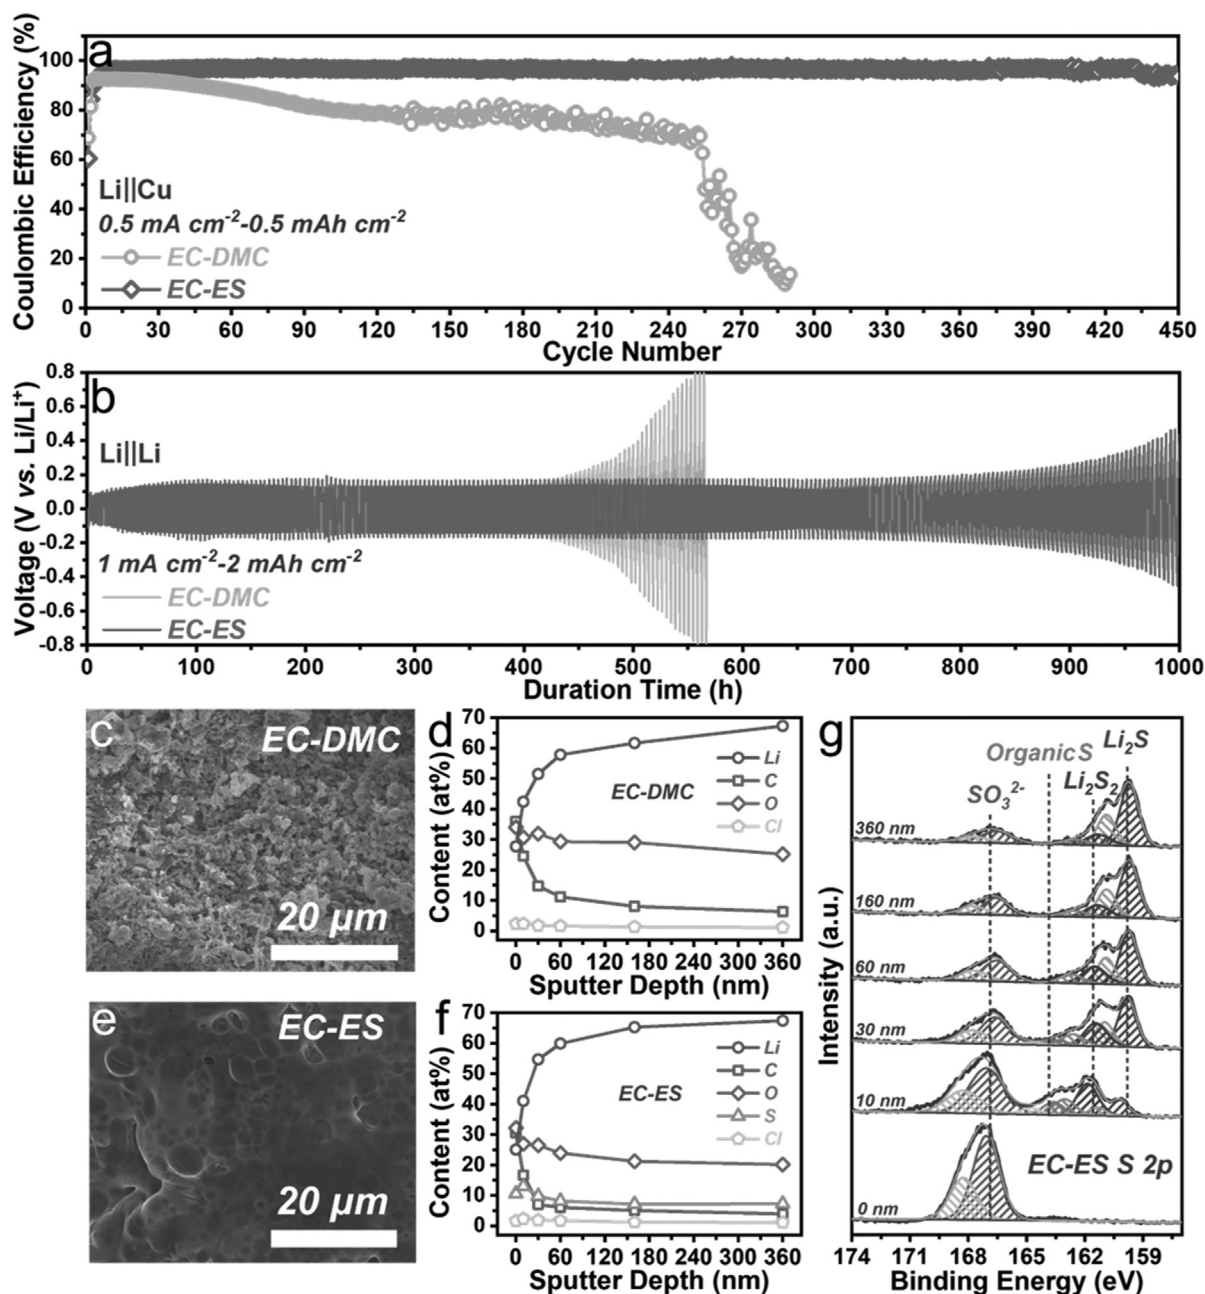 a
Coulombic Efficiency (%)
100
80
60
40
20
0
Li||Cu
0.5 mA cm⁻²-0.5 mAh cm⁻²
EC-DMC
EC-ES
0 30 60 90 120 150 180 210 240 270 300 330 360 390 420 450
Cycle Number
b
Voltage (V vs. Li/Li⁺)
0.8
0.6
0.4
0.2
0.0
-0.2
-0.4
-0.6
-0.8
Li||Li
1 mA cm⁻²-2 mAh cm⁻²
EC-DMC
EC-ES
0 100 200 300 400 500 600 700 800 900 1000
Duration Time (h)
c
EC-DMC
20 μm
d
Content (at%)
70
60
50
40
30
20
10
0
EC-DMC
Li
C
O
Cl
0 60 120 180 240 300 360
Sputter Depth (nm)
e
EC-ES
20 μm
f
Content (at%)
70
60
50
40
30
20
10
0
EC-ES
Li
C
O
S
Cl
0 60 120 180 240 300 360
Sputter Depth (nm)
g
Intensity (a.u.)
Organic S
Li₂S
SO₃²⁻
Li₂S₂
360 nm
160 nm
60 nm
30 nm
10 nm
0 nm
EC-ES S 2p
174 171 168 165 162 159
Binding Energy (eV)